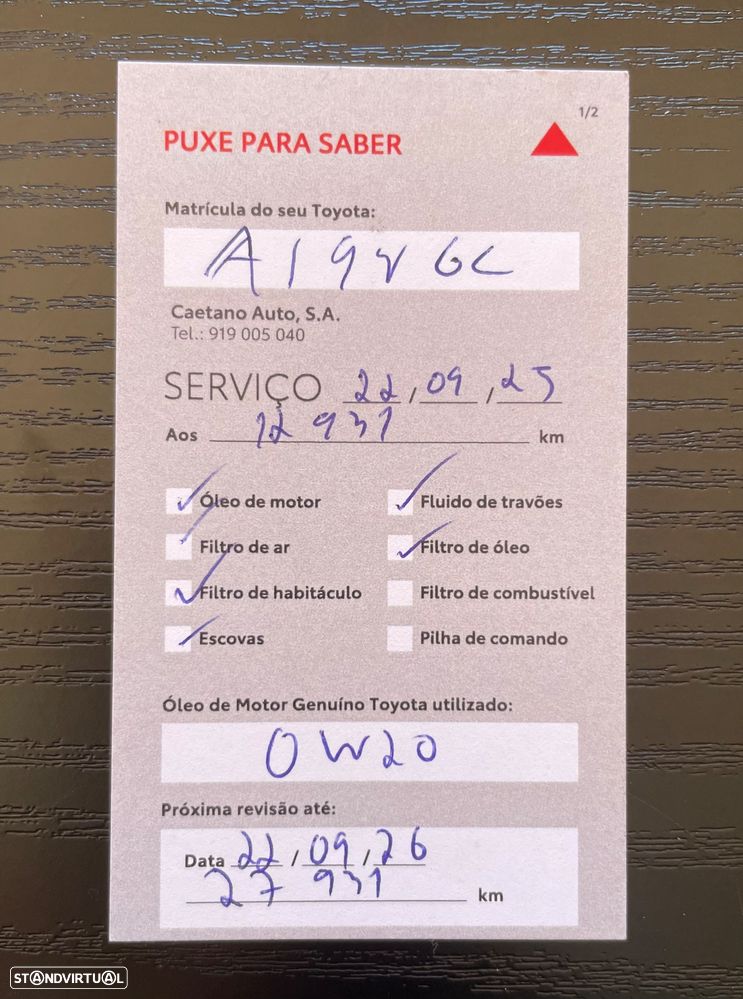 1/2
PUXE PARA SABER
Matrícula do seu Toyota:
Caetano Auto, S.A.
Tel.: 919 005 040
SERVIÇO 22/09/25
Aos 12 931 km
Óleo de motor Fluido de travões
Filtro de ar Filtro de óleo
Filtro de habitáculo Filtro de combustível
Escovas Pilha de comando
Óleo de Motor Genuíno Toyota utilizado:
0W20
Próxima revisão até:
Data 22/09/26
27 931 km
STANDVIRTUAL